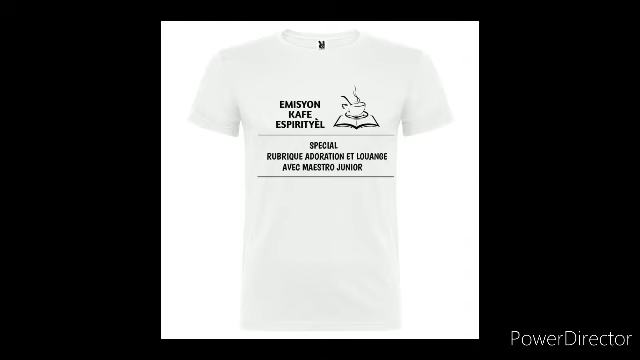 EMISYON
KAFE
ESPIRITYÈL
SPECIAL
RUBRIQUE ADORATION ET LOUANGE
AVEC MAESTRO JUNIOR
PowerDirector